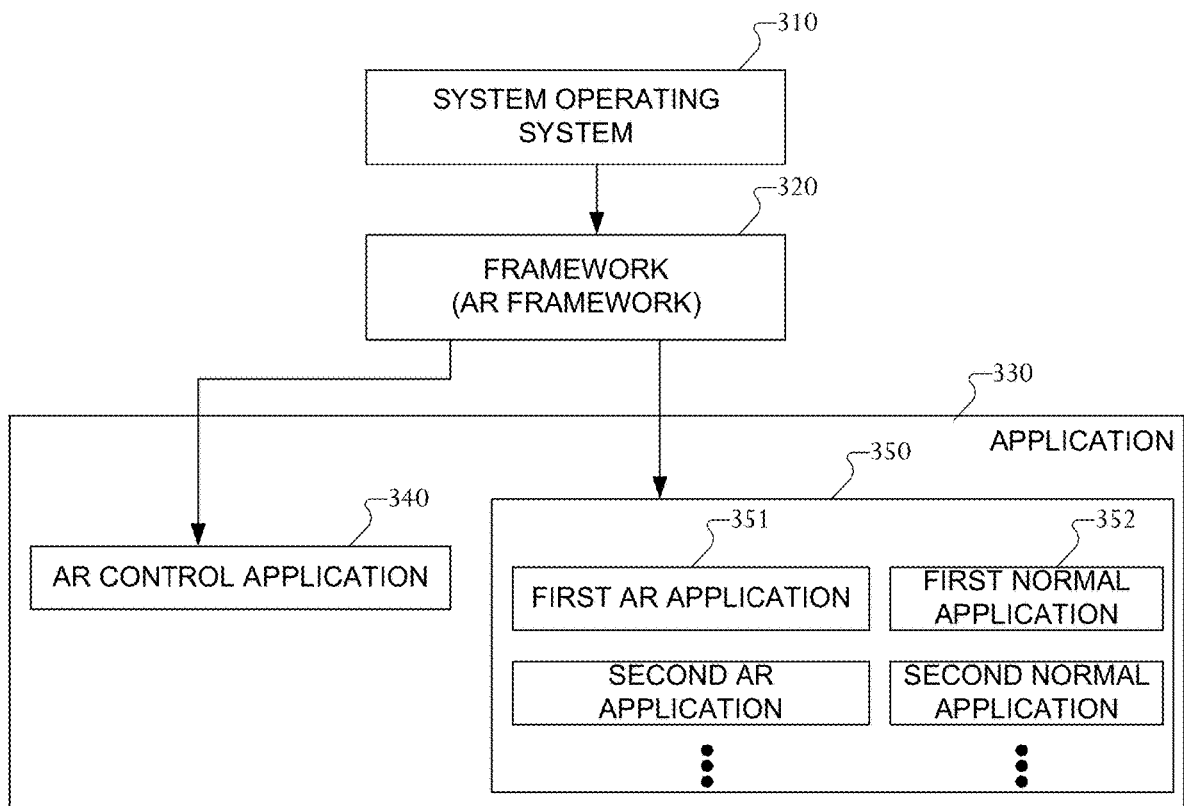 310
SYSTEM OPERATING
SYSTEM
320
FRAMEWORK
(AR FRAMEWORK)
330
APPLICATION
350
340
AR CONTROL APPLICATION
351
352
FIRST AR APPLICATION
FIRST NORMAL
APPLICATION
SECOND AR
APPLICATION
SECOND NORMAL
APPLICATION